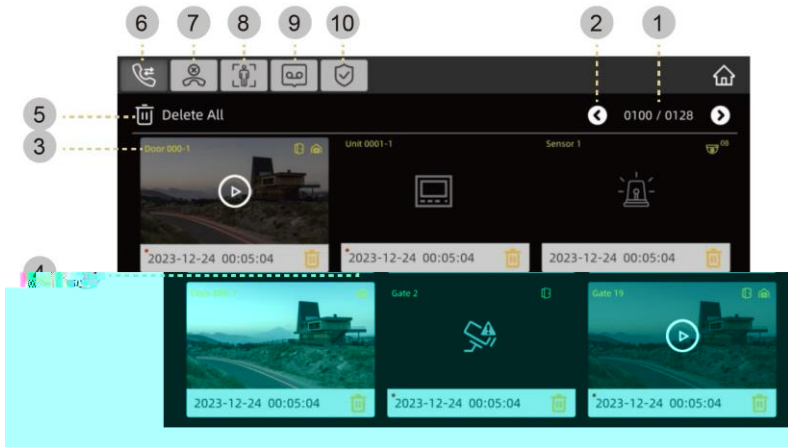 6 7 8 9 10 2 1
5 Delete All 0100 / 0128
3 Door 000-1 Unit 0001-1 Sensor 1 08
2023-12-24 00:05:04 2023-12-24 00:05:04 2023-12-24 00:05:04
4
Gate 2 Gate 19
2023-12-24 00:05:04 2023-12-24 00:05:04 2023-12-24 00:05:04